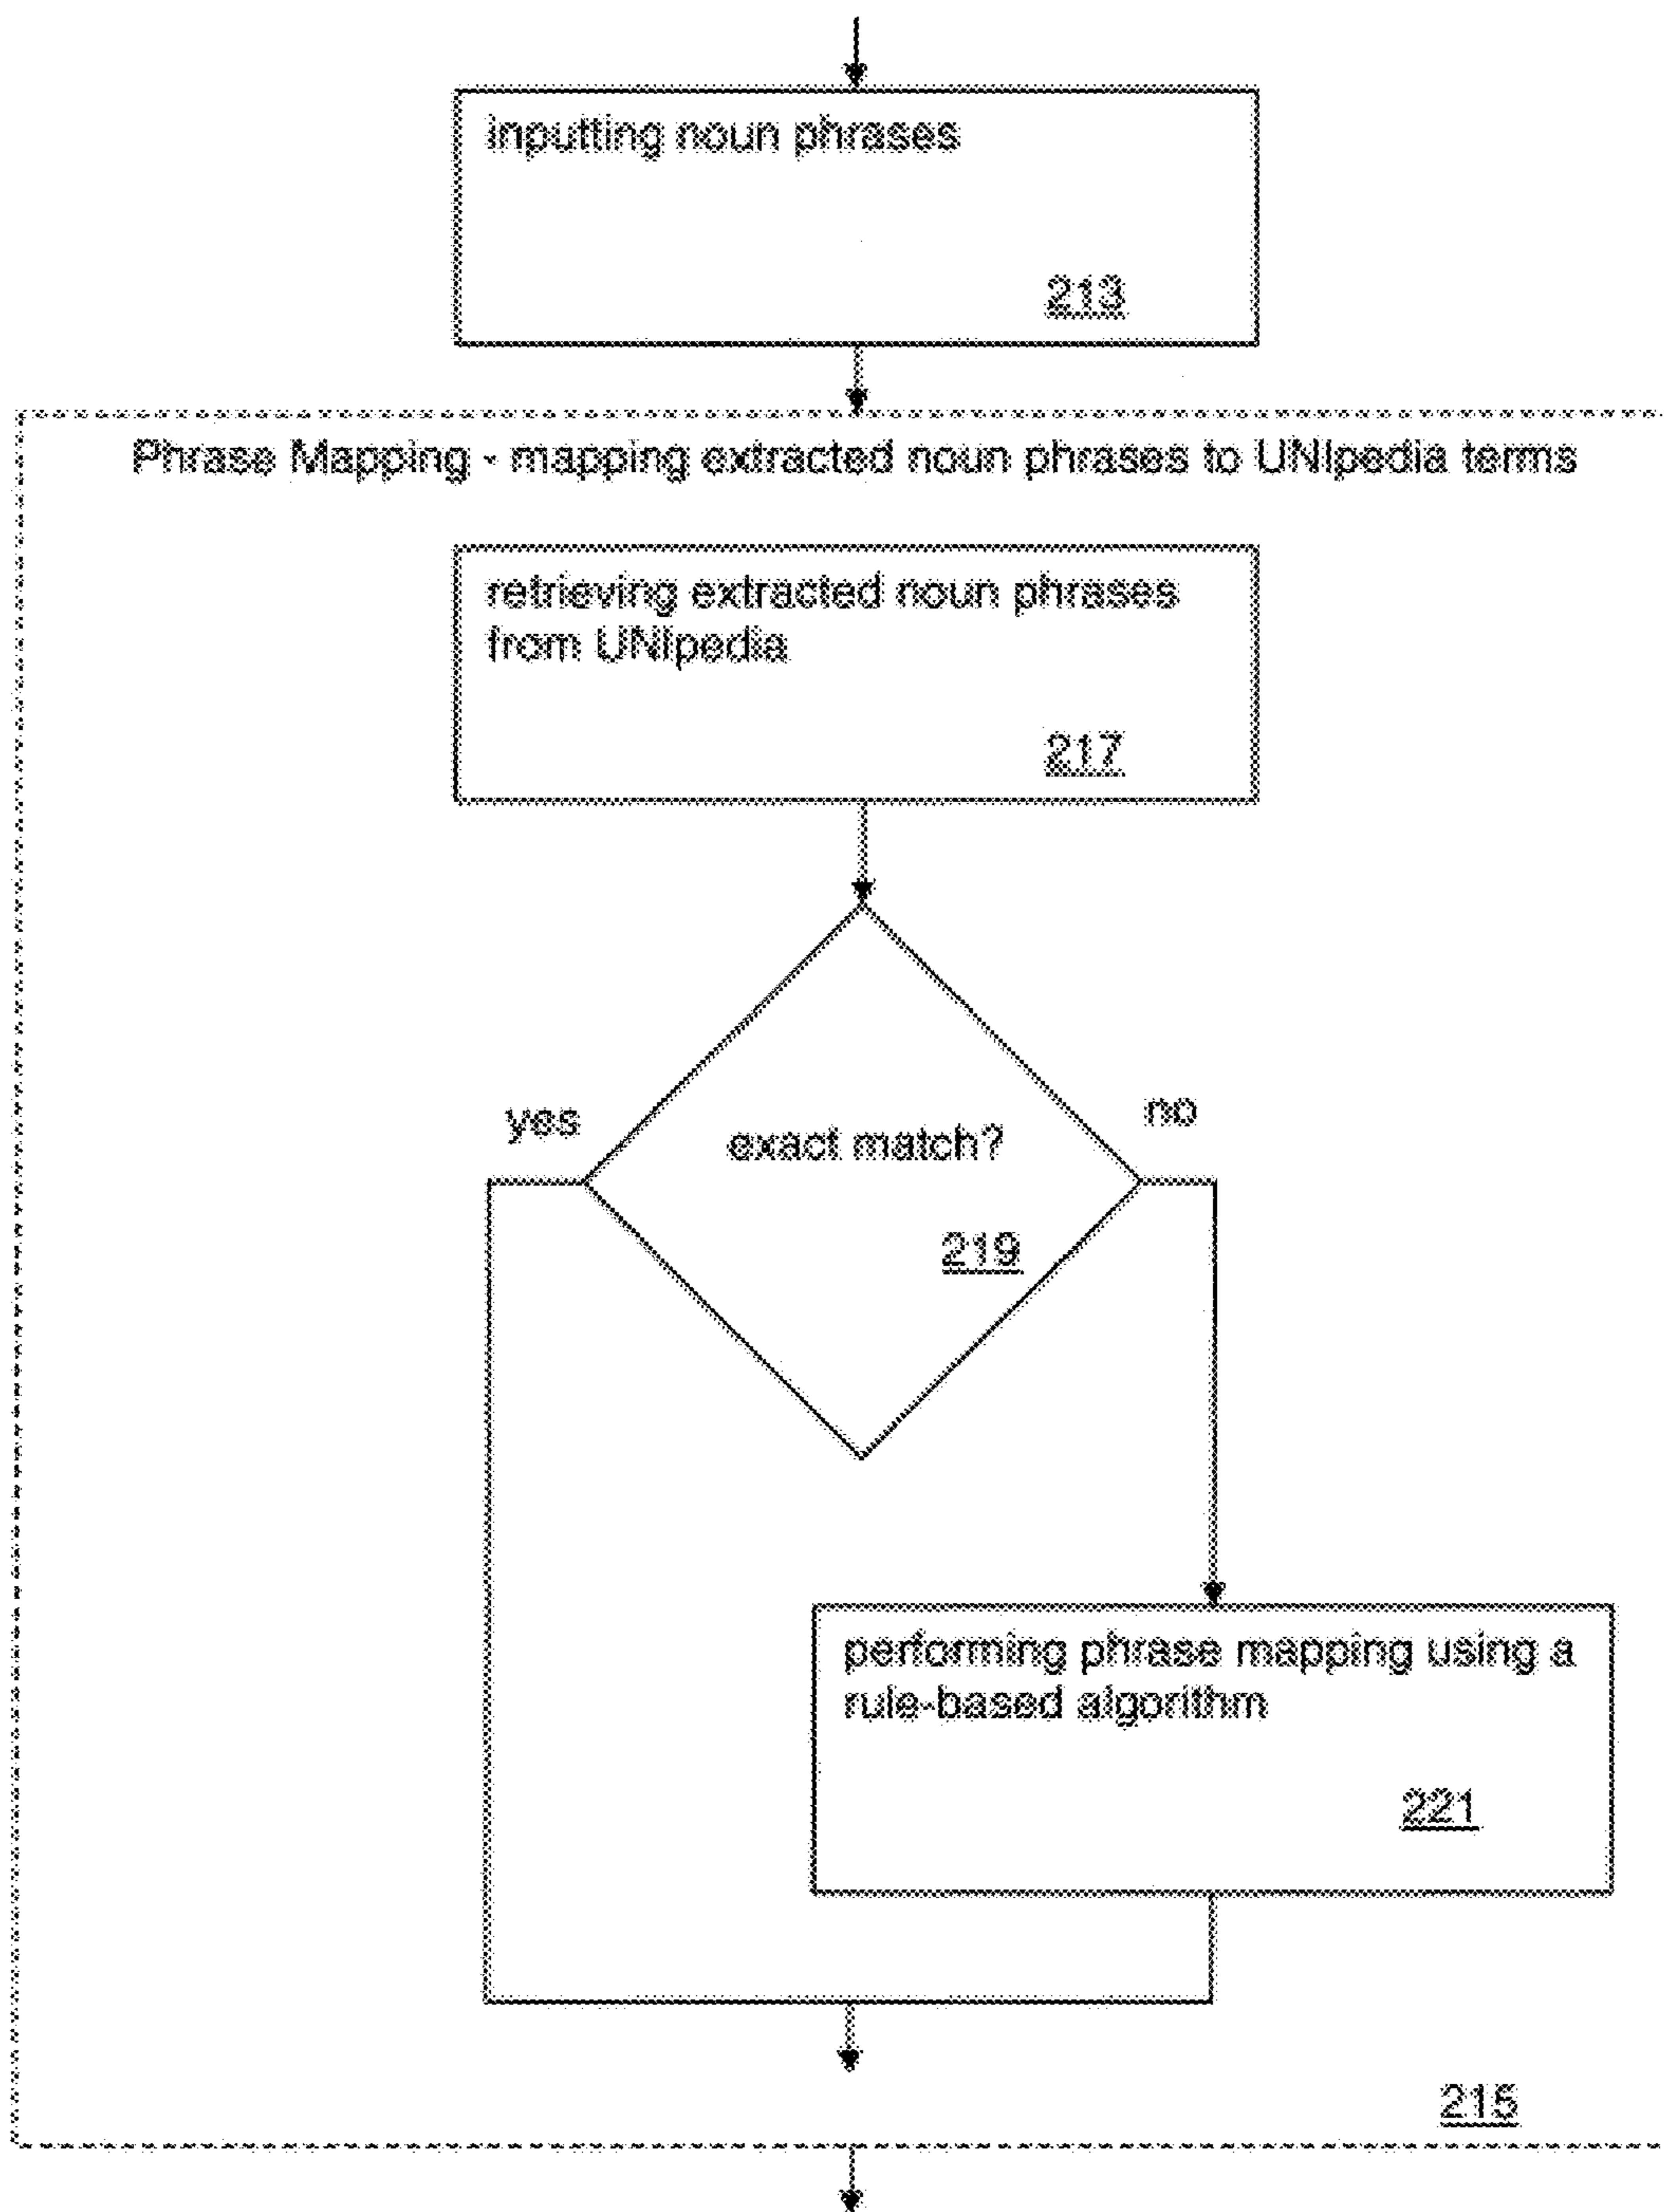 inputting noun phrases
213
Phrase Mapping - mapping extracted noun phrases to UNIpedia terms
retrieving extracted noun phrases
from UNIpedia
217
yes
no
exact match?
219
performing phrase mapping using a
rule-based algorithm
221
215